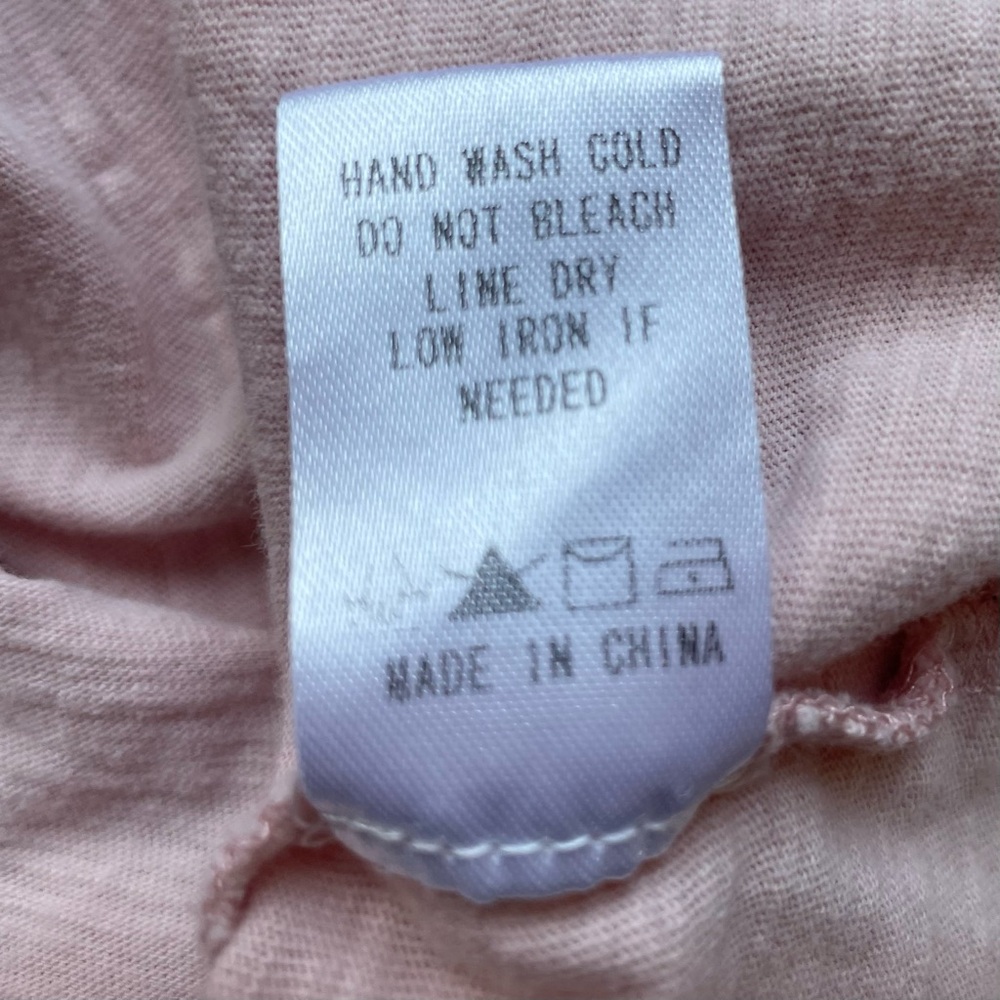 HAND WASH COLD
DO NOT BLEACH
LINE DRY
LOW IRON IF
NEEDED
MADE IN CHINA